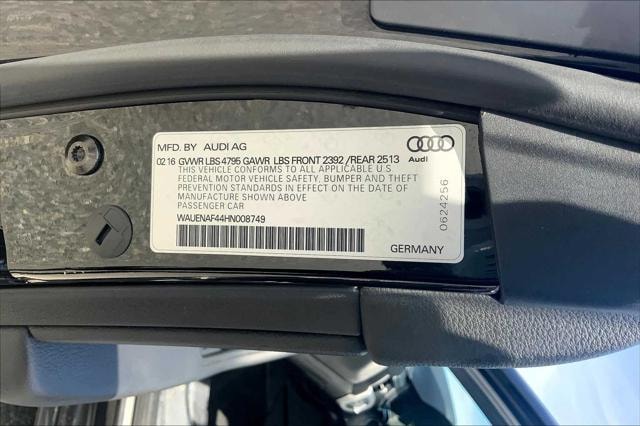 MFD. BY AUDI AG
02 16 GVWR LBS 4795 GAWR LBS FRONT 2392 /REAR 2513
THIS VEHICLE CONFORMS TO ALL APPLICABLE U S
FEDERAL MOTOR VEHICLE SAFETY, BUMPER AND THEFT
PREVENTION STANDARDS IN EFFECT ON THE DATE OF
MANUFACTURE SHOWN ABOVE
PASSENGER CAR
WAUENAF44HN008749
GERMANY
Audi
0624256